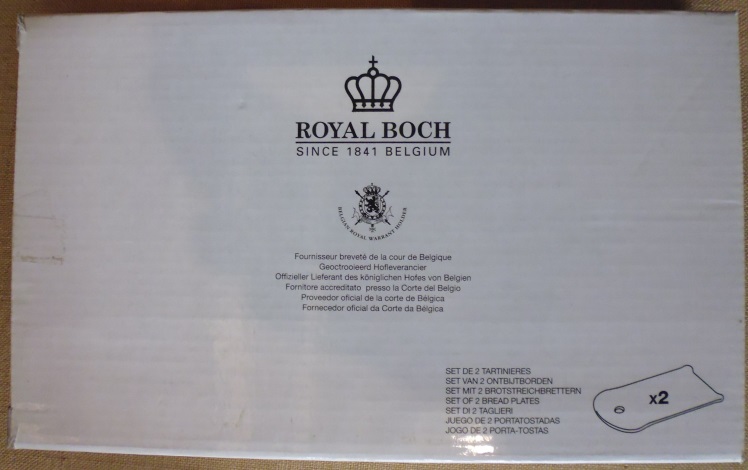 ROYAL BOCH
SINCE 1841 BELGIUM
BELGIAN ROYAL WARRANT HOLDER
Fournisseur breveté de la cour de Belgique
Geoctrooieerd Hofleverancier
Offizieller Lieferant des königlichen Hofes von Belgien
Fornitore accreditato presso la Corte del Belgio
Proveedor oficial de la corte de Bélgica
Fornecedor oficial da Corte da Bélgica
SET DE 2 TARTINIERES
SET VAN 2 ONTBIJTBORDEN
SET MIT 2 BROTSTREICHBRETTERN
SET OF 2 BREAD PLATES
SET DI 2 TAGLIERI
JUEGO DE 2 PORTATOSTADAS
JOGO DE 2 PORTA-TOSTAS
x2